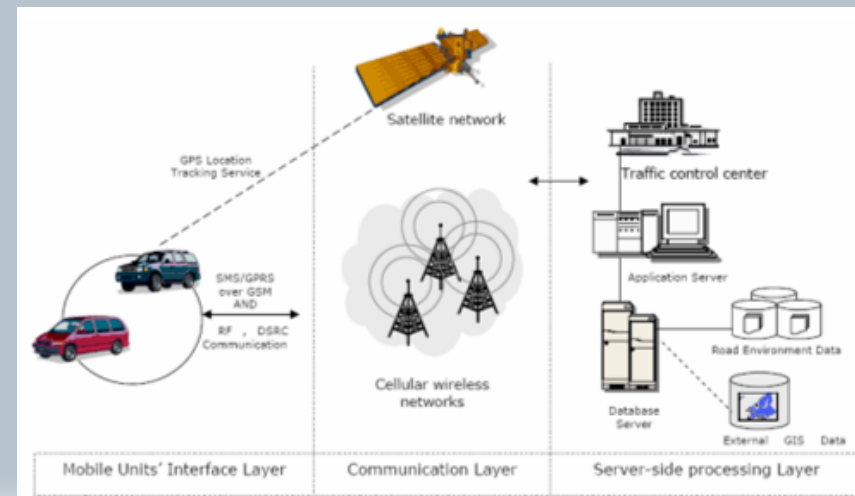 Satellite network
GPS Location
Tracking Service
Traffic control center
SMS/GPRS
over GSM
AND
RF , DSRC
Communication
Application Server
Cellular wireless
networks
Road Environment Data
Database
Server
External GIS Data
Mobile Units' Interface Layer
Communication Layer
Server-side processing Layer